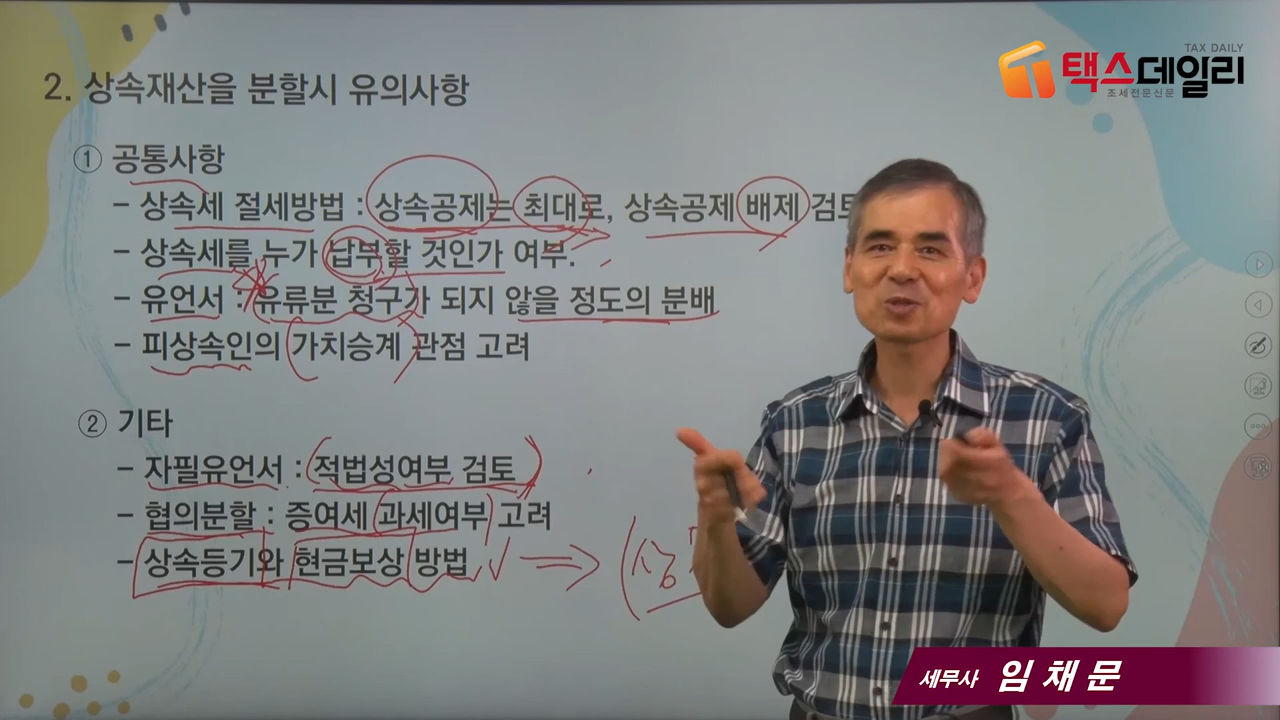 TAX DAILY
택스데일리
조세전문신문
2. 상속재산을 분할시 유의사항
① 공통사항
- 상속세 절세방법 : 상속공제는 최대로, 상속공제 배제 검토
- 상속세를 누가 납부할 것인가 여부.
- 유언서 : 유류분 청구가 되지 않을 정도의 분배
- 피상속인의 가치승계 관점 고려
② 기타
- 자필유언서 : 적법성여부 검토
- 협의분할 : 증여세 과세여부 고려
- 상속등기와 현금보상 방법
세무사 임채문